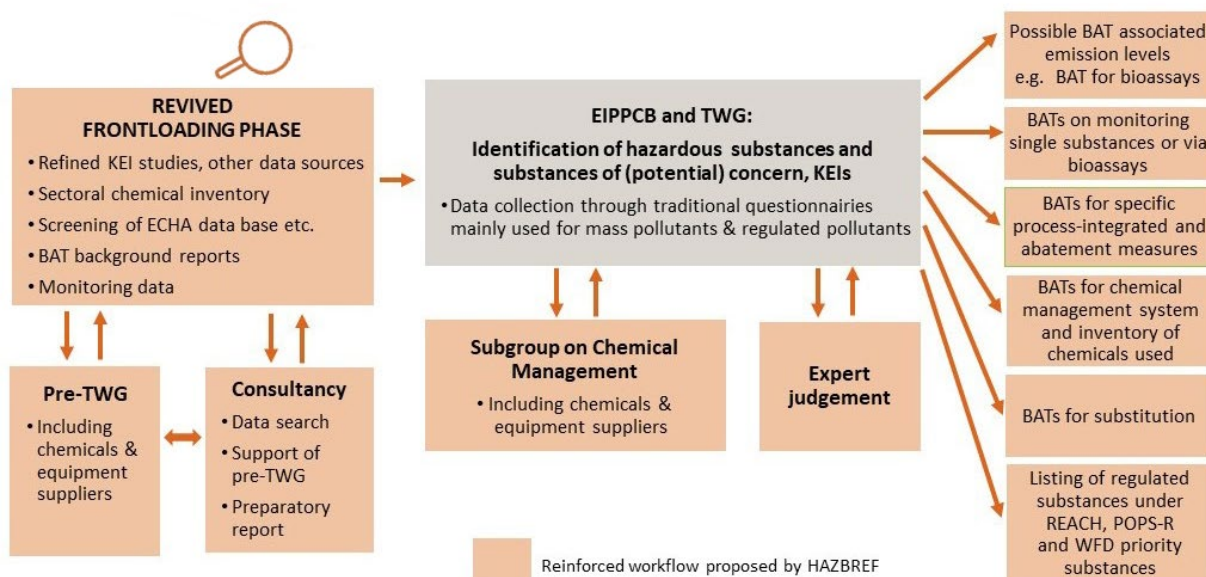 REVIVED
FRONTLOADING PHASE
• Refined KEI studies, other data sources
• Sectoral chemical inventory
• Screening of ECHA data base etc.
• BAT background reports
• Monitoring data
Pre-TWG
• Including
chemicals &
equipment
suppliers
Consultancy
• Data search
• Support of
pre-TWG
• Preparatory
report
EIPPCB and TWG:
Identification of hazardous substances and
substances of (potential) concern, KEIs
• Data collection through traditional questionnairies
mainly used for mass pollutants & regulated pollutants
Subgroup on Chemical
Management
• Including chemicals &
equipment suppliers
Expert
judgement
Possible BAT associated
emission levels
e.g. BAT for bioassays
BATs on monitoring
single substances or via
bioassays
BATs for specific
process-integrated and
abatement measures
BATs for chemical
management system
and inventory of
chemicals used
BATs for substitution
Listing of regulated
substances under
REACH, POPS-R
and WFD priority
substances
Reinforced workflow proposed by HAZBREF